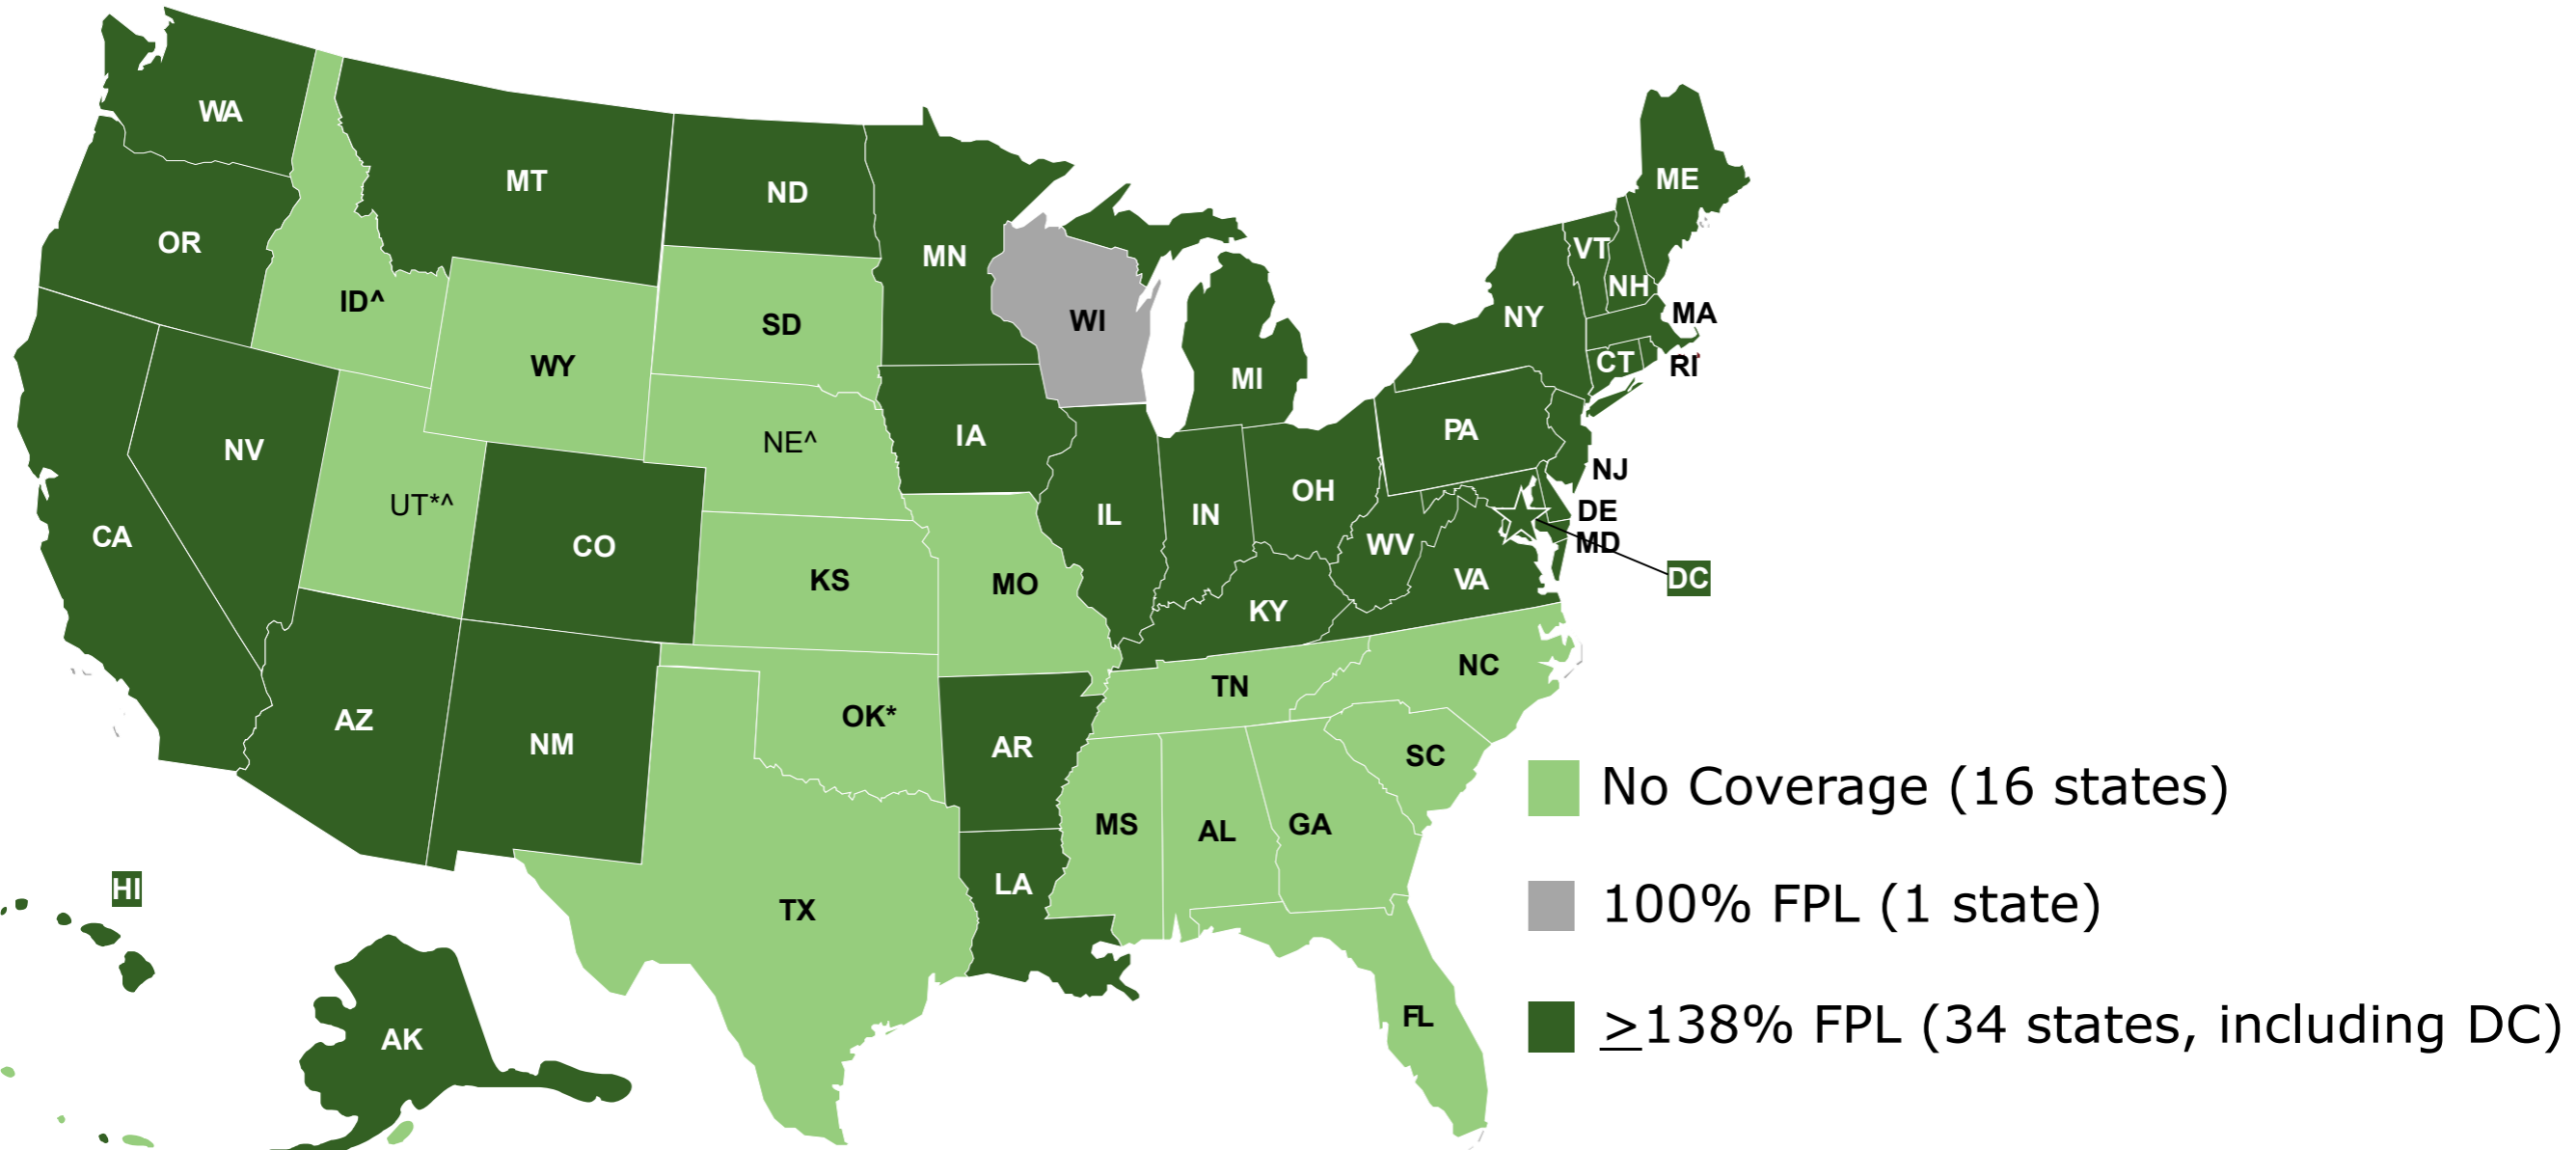 WA
MT
ND
ME
OR
MN
VT
NH
ID^
SD
WI
NY
MA
WY
MI
CT
RI
NV
NE^
IA
PA
NJ
UT*^
OH
DE
CA
CO
IL
IN
WV
MD
KS
MO
VA
DC
KY
NC
TN
AZ
NM
OK*
AR
SC
MS
AL
GA
No Coverage (16 states)
HI
LA
TX
100% FPL (1 state)
FL
AK
>138% FPL (34 states, including DC)